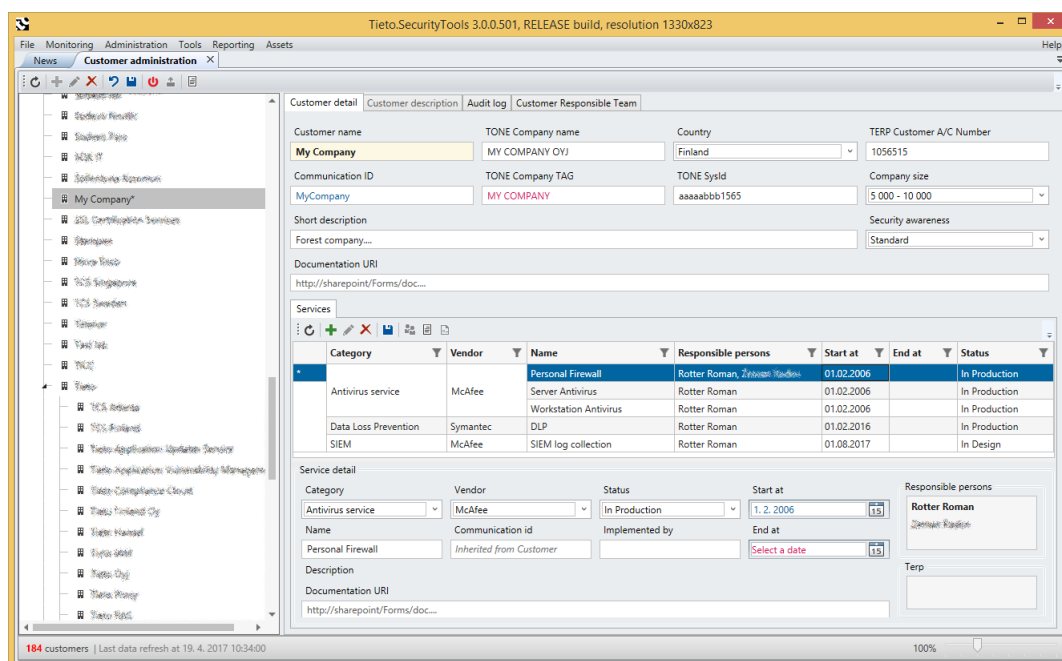 Tieto.SecurityTools 3.0.0.501, RELEASE build, resolution 1330x823
File Monitoring Administration Tools Reporting Assets Help
News Customer administration
Customer detail Customer description Audit log Customer Responsible Team
Customer name TONE Company name Country TERP Customer A/C Number
My Company MY COMPANY OYJ Finland 1056515
Communication ID TONE Company TAG TONE SysId Company size
MyCompany MY COMPANY aaaaabbb1565 5 000 - 10 000
My Company*
Short description Security awareness
Forest company.... Standard
Documentation URI
http://sharepoint/Forms/doc....
Services
Category Vendor Name Responsible persons Start at End at Status
* Personal Firewall Rotter Roman, 01.02.2006 In Production
Antivirus service McAfee Server Antivirus Rotter Roman 01.02.2006 In Production
Workstation Antivirus Rotter Roman 01.02.2006 In Production
Data Loss Prevention Symantec DLP Rotter Roman 01.02.2016 In Production
SIEM McAfee SIEM log collection Rotter Roman 01.08.2017 In Design
Service detail
Category Vendor Status Start at Responsible persons
Antivirus service McAfee In Production 1. 2. 2006 15 Rotter Roman
Name Communication id Implemented by End at
Personal Firewall Inherited from Customer Select a date 15
Description Terp
Documentation URI
http://sharepoint/Forms/doc....
184 customers | Last data refresh at 19. 4. 2017 10:34:00 100%